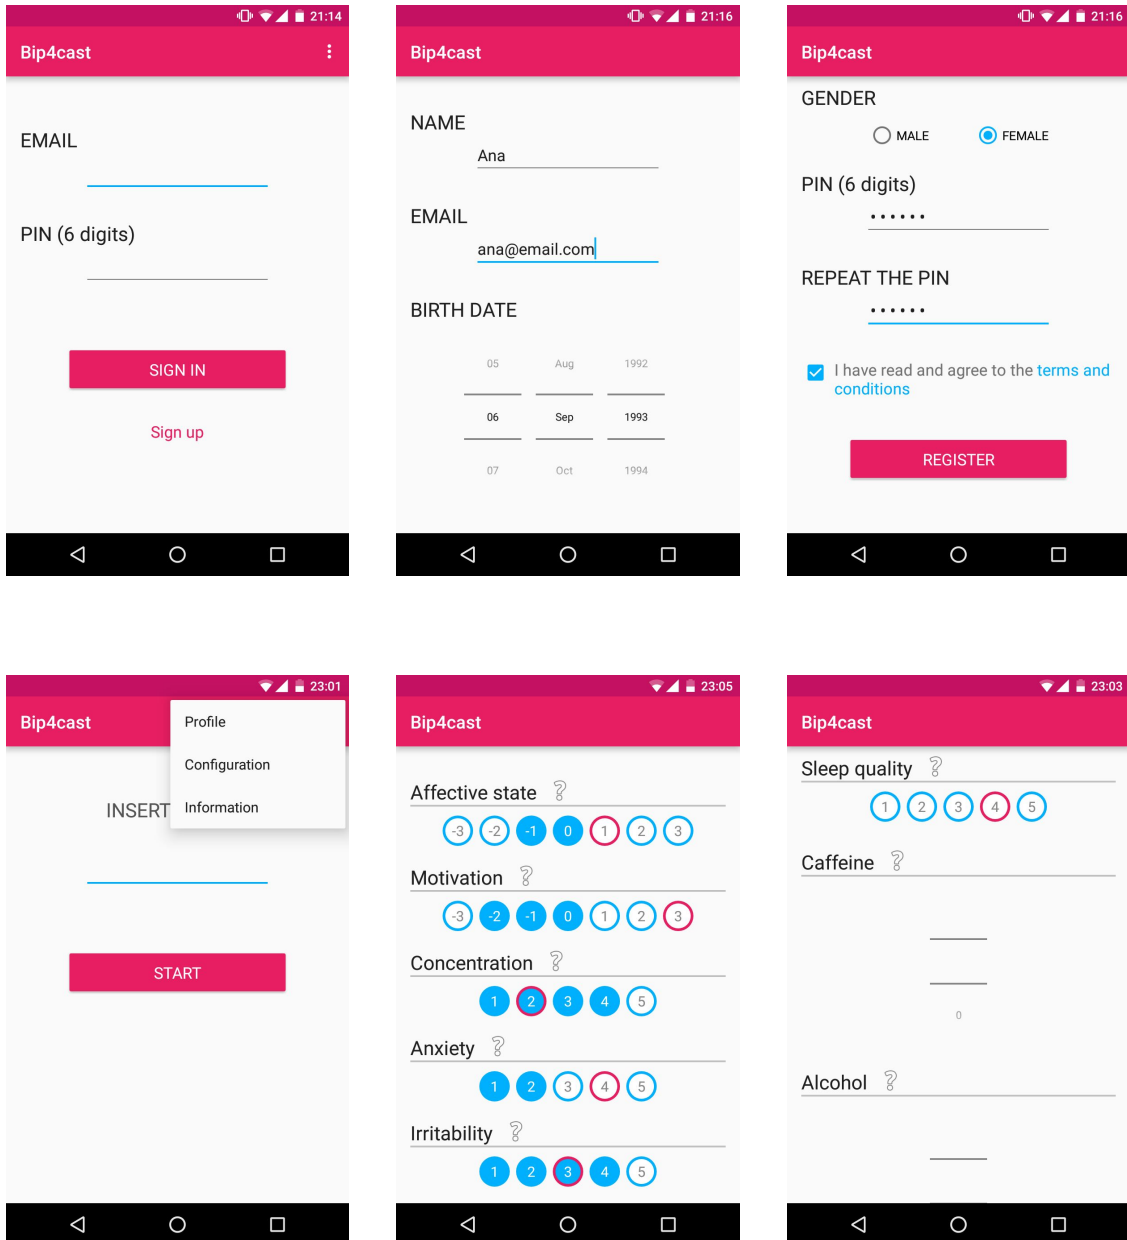 21:14
Bip4cast
EMAIL
PIN (6 digits)
SIGN IN
Sign up
21:16
Bip4cast
NAME
Ana
EMAIL
ana@email.com
BIRTH DATE
05 Aug 1992
06 Sep 1993
07 Oct 1994
21:16
Bip4cast
GENDER
MALE FEMALE
PIN (6 digits)
REPEAT THE PIN
I have read and agree to the terms and
conditions
REGISTER
23:01
Bip4cast
Profile
Configuration
Information
INSERT
START
23:05
Bip4cast
Affective state ?
-3 -2 -1 0 1 2 3
Motivation ?
-3 -2 -1 0 1 2 3
Concentration ?
1 2 3 4 5
Anxiety ?
1 2 3 4 5
Irritability ?
1 2 3 4 5
23:03
Bip4cast
Sleep quality ?
1 2 3 4 5
Caffeine ?
0
Alcohol ?